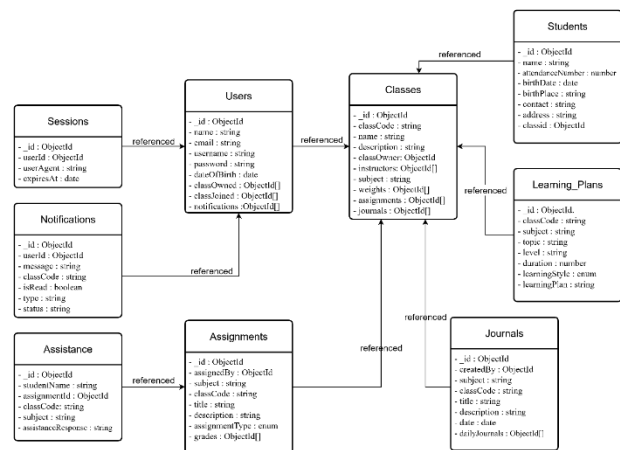 Students
- _id : ObjectId
- name : string
- attendanceNumber : number
- birthDate : date
- birthPlace : string
- contact : string
- address : string
- classid : ObjectId
referenced
Users
- _id : ObjectId
- name : string
- email : string
- username : string
- password : string
- dateOfBirth : date
- classOwned : ObjectId[]
- classJoined : ObjectId[]
- notifications :ObjectId[]
referenced
Classes
- _id : ObjectId
- classCode : string
- name : string
- description : string
- classOwner: ObjectId
- instructors: ObjectId[]
- subject : string
- weights : ObjectId[]
- assignments : ObjectId[]
- journals : ObjectId[]
Sessions
- _id : ObjectId
- userId : ObjectId
- userAgent : string
- expiresAt : date
referenced
Learning_Plans
- _id : ObjectId.
- classCode : string
- subject : string
- topic : string
- level : string
- duration : number
- learningStyle : enum
- learningPlan : string
referenced
Notifications
- _id : ObjectId
- userId : ObjectId
- message : string
- classCode : string
- isRead : boolean
- type : string
- status : string
referenced
Assistance
- _id : ObjectId
- studentName : string
- assignmentId : ObjectId
- classCode: string
- subject : string
- assistanceResponse : string
referenced
Assignments
- _id : ObjectId
- assignedBy : ObjectId
- subject : string
- classCode : string
- title : string
- description : string
- assignmentType : enum
- grades : ObjectId[]
referenced
Journals
- _id : ObjectId
- createdBy : ObjectId
- subject : string
- classCode : string
- title : string
- description : string
- date : date
- dailyJournals : ObjectId[]
referenced